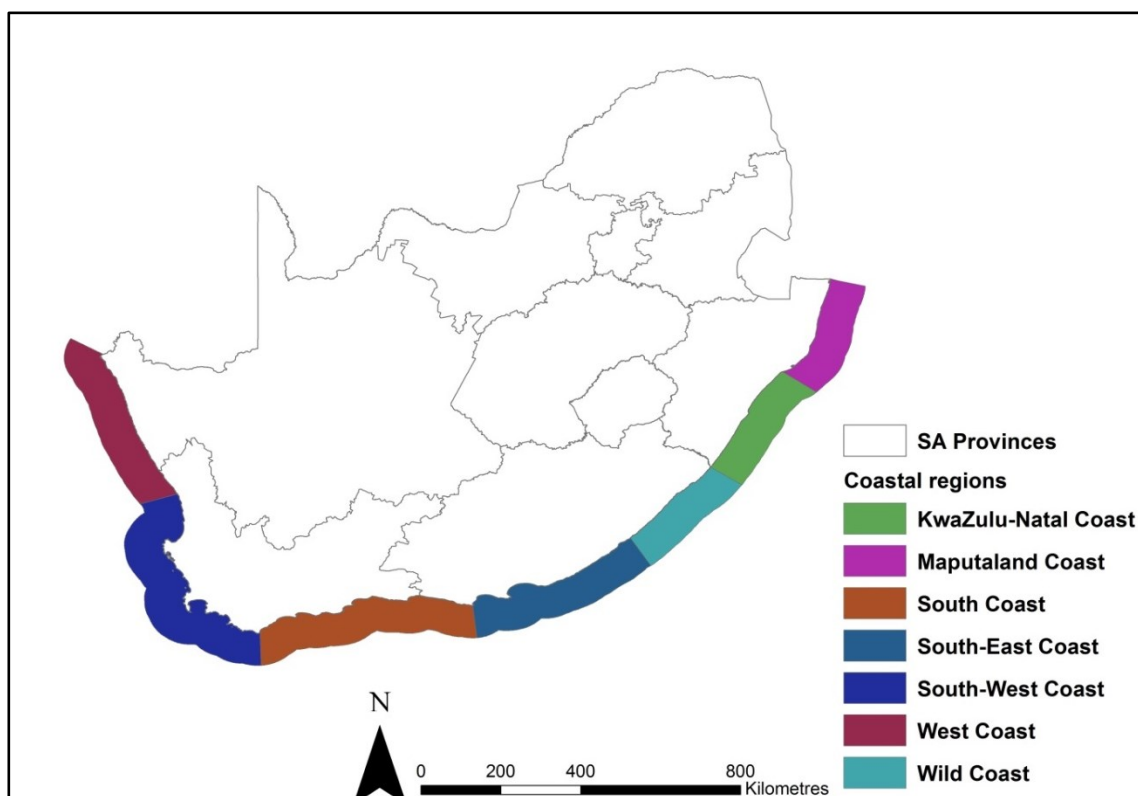 SA Provinces
Coastal regions
KwaZulu-Natal Coast
Maputaland Coast
South Coast
South-East Coast
South-West Coast
West Coast
Wild Coast
N
0 200 400 800
Kilometres